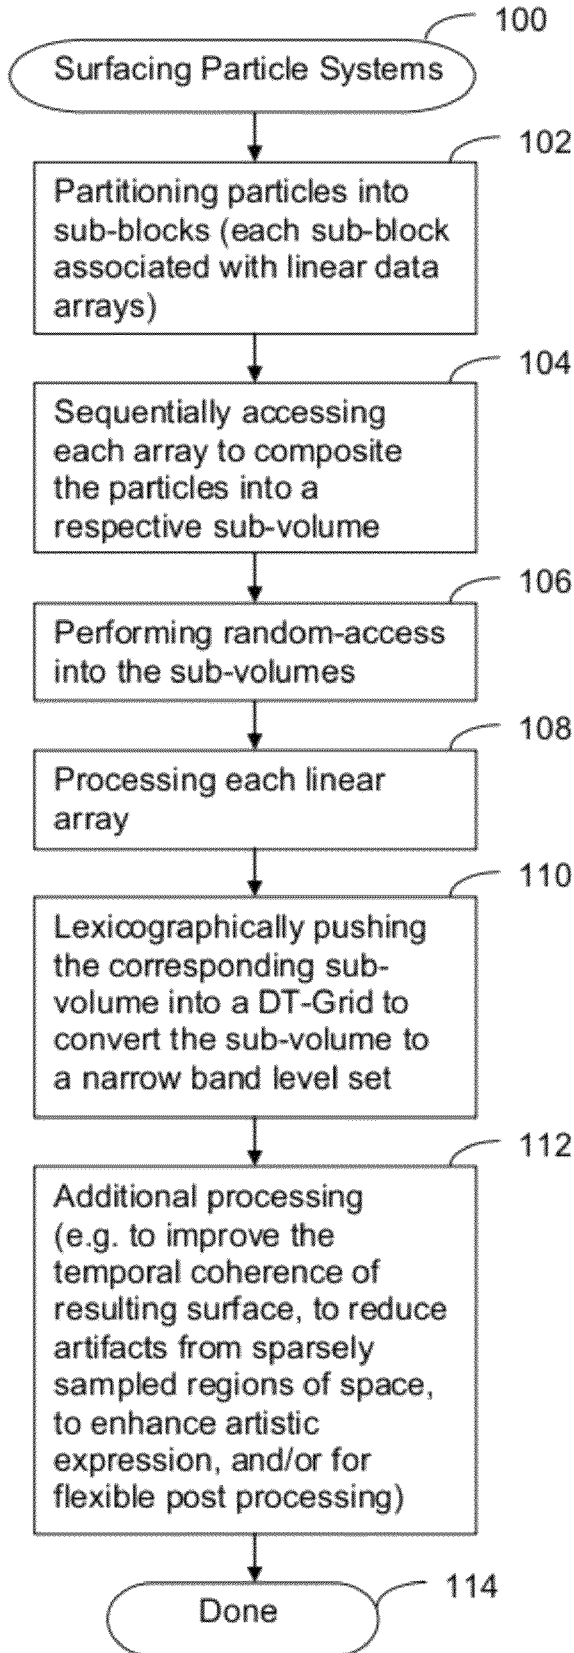 100
Surfacing Particle Systems
102
Partitioning particles into
sub-blocks (each sub-block
associated with linear data
arrays)
104
Sequentially accessing
each array to composite
the particles into a
respective sub-volume
106
Performing random-access
into the sub-volumes
108
Processing each linear
array
110
Lexicographically pushing
the corresponding sub-
volume into a DT-Grid to
convert the sub-volume to
a narrow band level set
112
Additional processing
(e.g. to improve the
temporal coherence of
resulting surface, to reduce
artifacts from sparsely
sampled regions of space,
to enhance artistic
expression, and/or for
flexible post processing)
114
Done